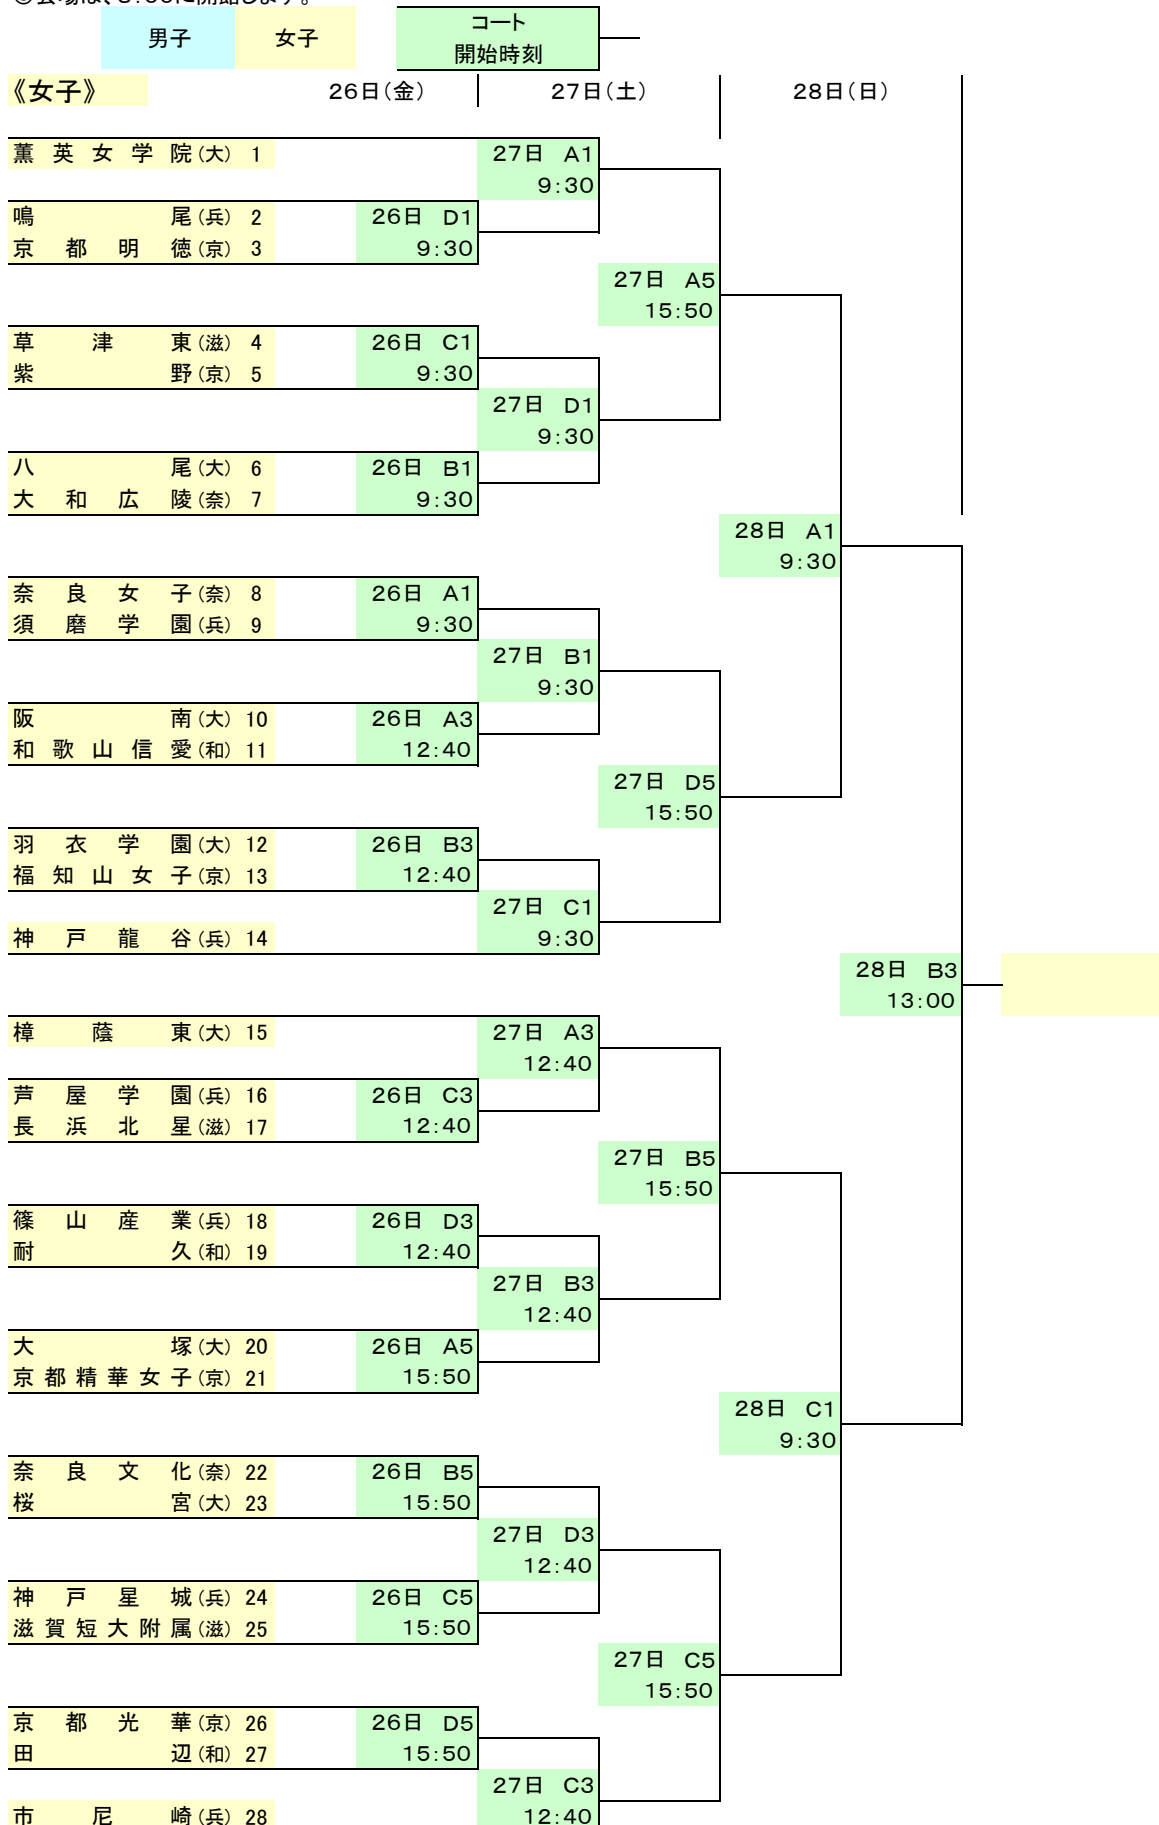 男子 女子 コート
開始時刻
《女子》 26日(金) 27日(土) 28日(日)
薫英女学院(大) 1 27日 A1
9:30
鳴尾(兵) 2 26日 D1
京都明徳(京) 3 9:30
27日 A5
15:50
草津東(滋) 4 26日 C1
紫野(京) 5 9:30
27日 D1
9:30
八尾(大) 6 26日 B1
大和広陵(奈) 7 9:30
28日 A1
9:30
奈良女子(奈) 8 26日 A1
須磨学園(兵) 9 9:30
27日 B1
9:30
阪南(大) 10 26日 A3
和歌山信愛(和) 11 12:40
27日 D5
15:50
羽衣学園(大) 12 26日 B3
福知山女子(京) 13 12:40
27日 C1
神戸龍谷(兵) 14 9:30
28日 B3
13:00
樟蔭東(大) 15 27日 A3
12:40
芦屋学園(兵) 16 26日 C3
長浜北星(滋) 17 12:40
27日 B5
15:50
篠山産業(兵) 18 26日 D3
耐久(和) 19 12:40
27日 B3
12:40
大塚(大) 20 26日 A5
京都精華女子(京) 21 15:50
28日 C1
9:30
奈良文化(奈) 22 26日 B5
桜宮(大) 23 15:50
27日 D3
12:40
神戸星城(兵) 24 26日 C5
滋賀短大附属(滋) 25 15:50
27日 C5
15:50
京都光華(京) 26 26日 D5
田辺(和) 27 15:50
27日 C3
市尼崎(兵) 28 12:40